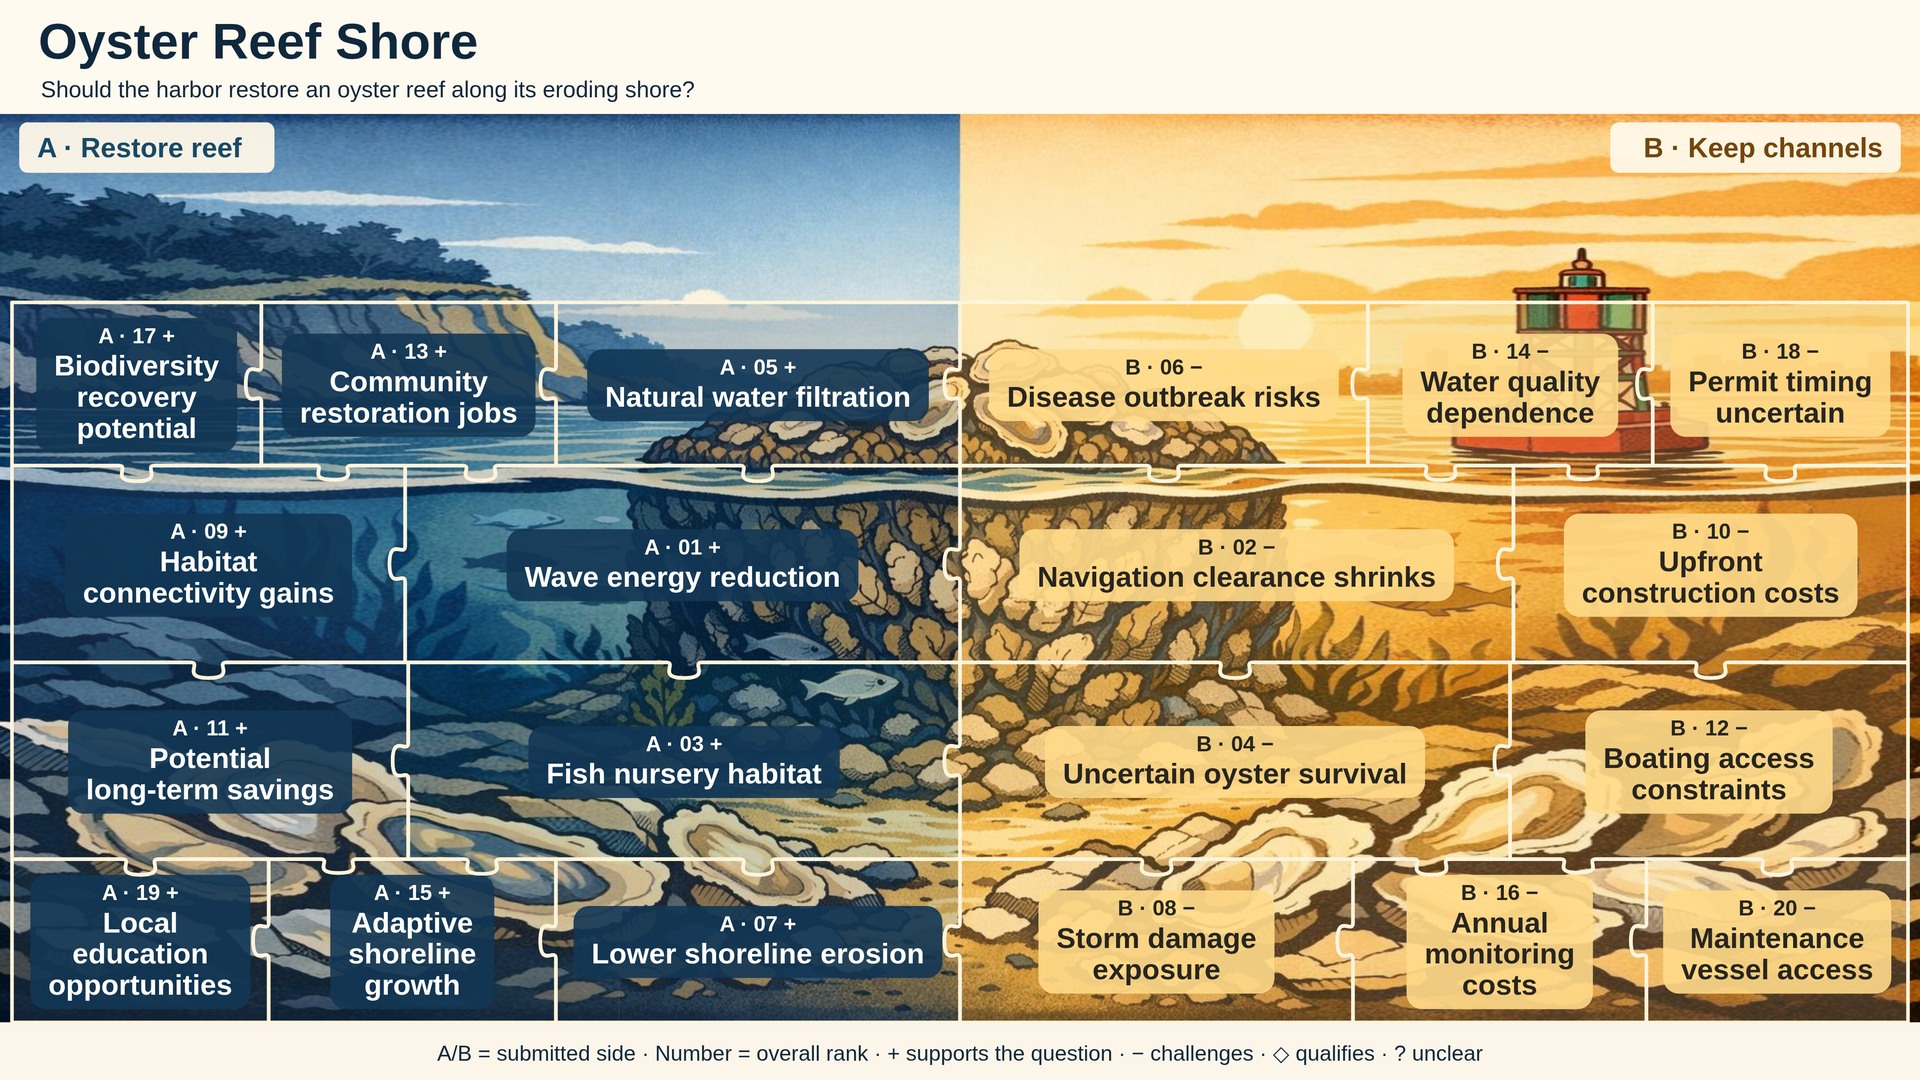 Oyster Reef Shore
Should the harbor restore an oyster reef along its eroding shore?
A · Restore reef
B · Keep channels
A · 17 +
Biodiversity
recovery
potential
A · 13 +
Community
restoration jobs
A · 05 +
Natural water filtration
B · 06 −
Disease outbreak risks
B · 14 −
Water quality
dependence
B · 18 −
Permit timing
uncertain
A · 09 +
Habitat
connectivity gains
A · 01 +
Wave energy reduction
B · 02 −
Navigation clearance shrinks
B · 10 −
Upfront
construction costs
A · 11 +
Potential
long-term savings
A · 03 +
Fish nursery habitat
B · 04 −
Uncertain oyster survival
B · 12 −
Boating access
constraints
A · 19 +
Local
education
opportunities
A · 15 +
Adaptive
shoreline
growth
A · 07 +
Lower shoreline erosion
B · 08 −
Storm damage
exposure
B · 16 −
Annual
monitoring
costs
B · 20 −
Maintenance
vessel access
A/B = submitted side · Number = overall rank · + supports the question · − challenges · ◇ qualifies · ? unclear